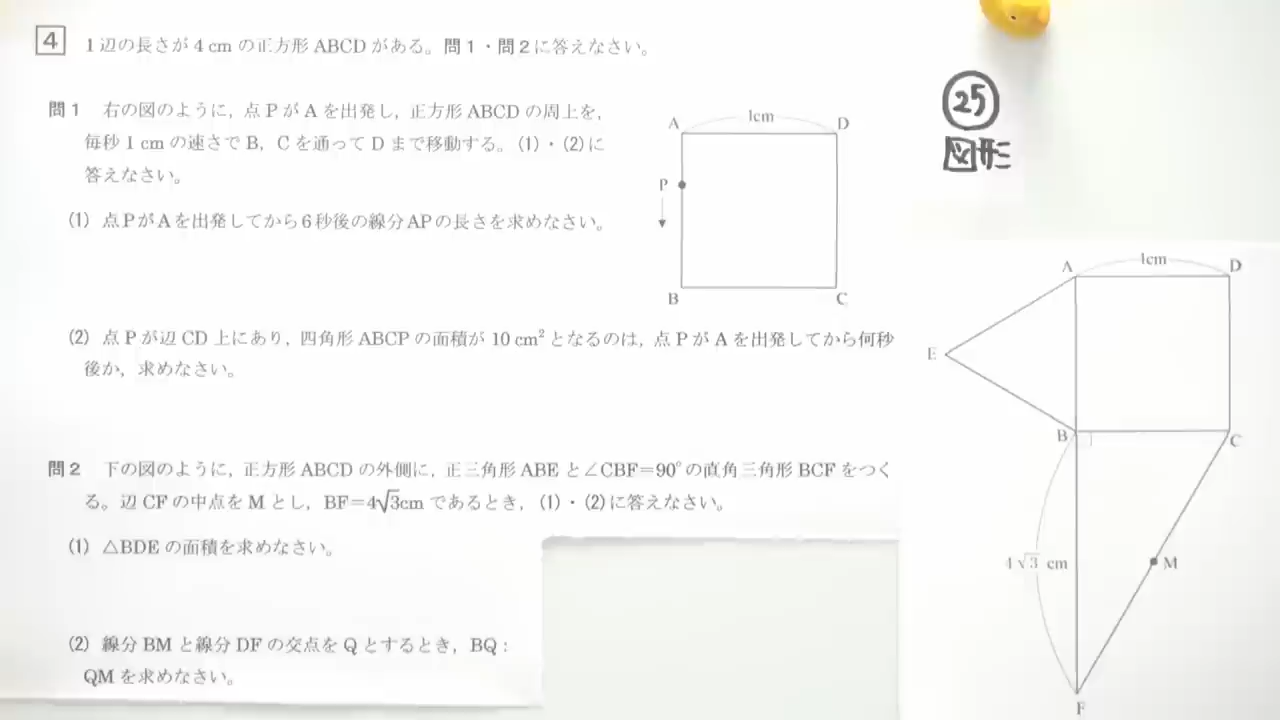 4 1辺の長さが4cmの正方形ABCDがある。問1・問2に答えなさい。
問1 右の図のように，点PがAを出発し，正方形ABCDの周上を，
毎秒1cmの速さでB，Cを通ってDまで移動する。(1)・(2)に
答えなさい。
(1) 点PがAを出発してから6秒後の線分APの長さを求めなさい。
(2) 点Pが辺CD上にあり，四角形ABCPの面積が10cm²となるのは，点PがAを出発してから何秒
後か，求めなさい。
問2 下の図のように，正方形ABCDの外側に，正三角形ABEと∠CBF=90°の直角三角形BCFをつく
る。辺CFの中点をMとし，BF=4√3cmであるとき，(1)・(2)に答えなさい。
(1) △BDEの面積を求めなさい。
(2) 線分BMと線分DFの交点をQとするとき，BQ：
QMを求めなさい。
A
D
P
B
C
㉕
図形
A
D
E
B
C
4√3 cm
M
F